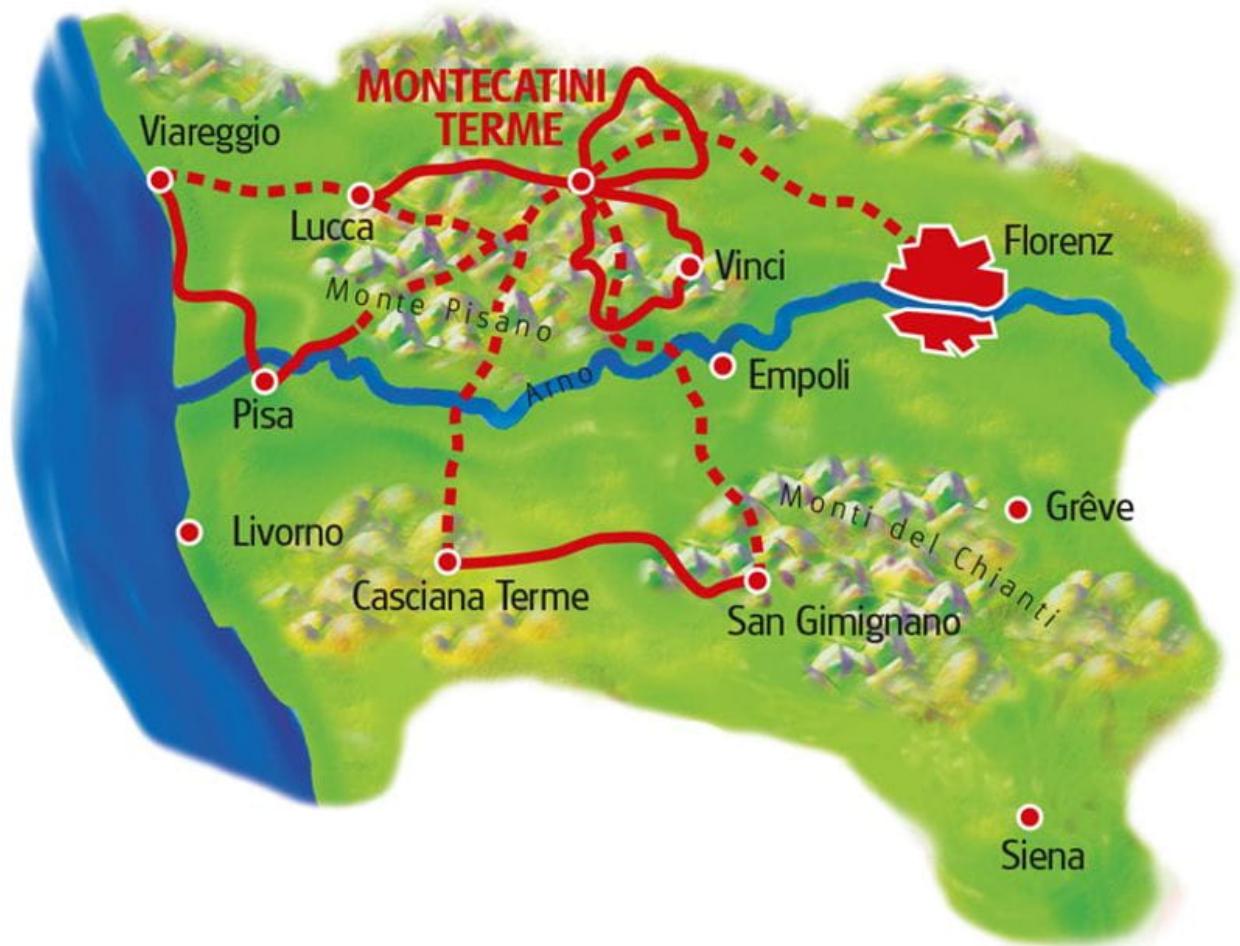 MONTECATINI
TERME
Viareggio
Lucca
Florenz
Vinci
Monte Pisano
Arno
Empoli
Pisa
Monti del Chianti
Grêve
Livorno
Casciana Terme
San Gimignano
Siena